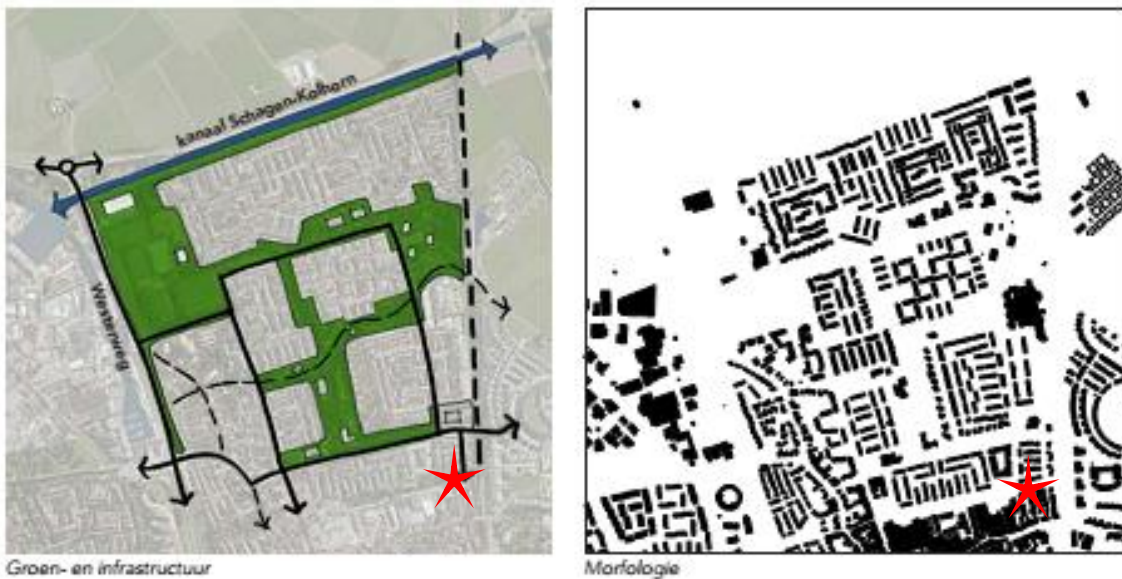 kanaal Schagen-Kolhorn
Westerweg
Groen- en infrastructuur
Morfologie